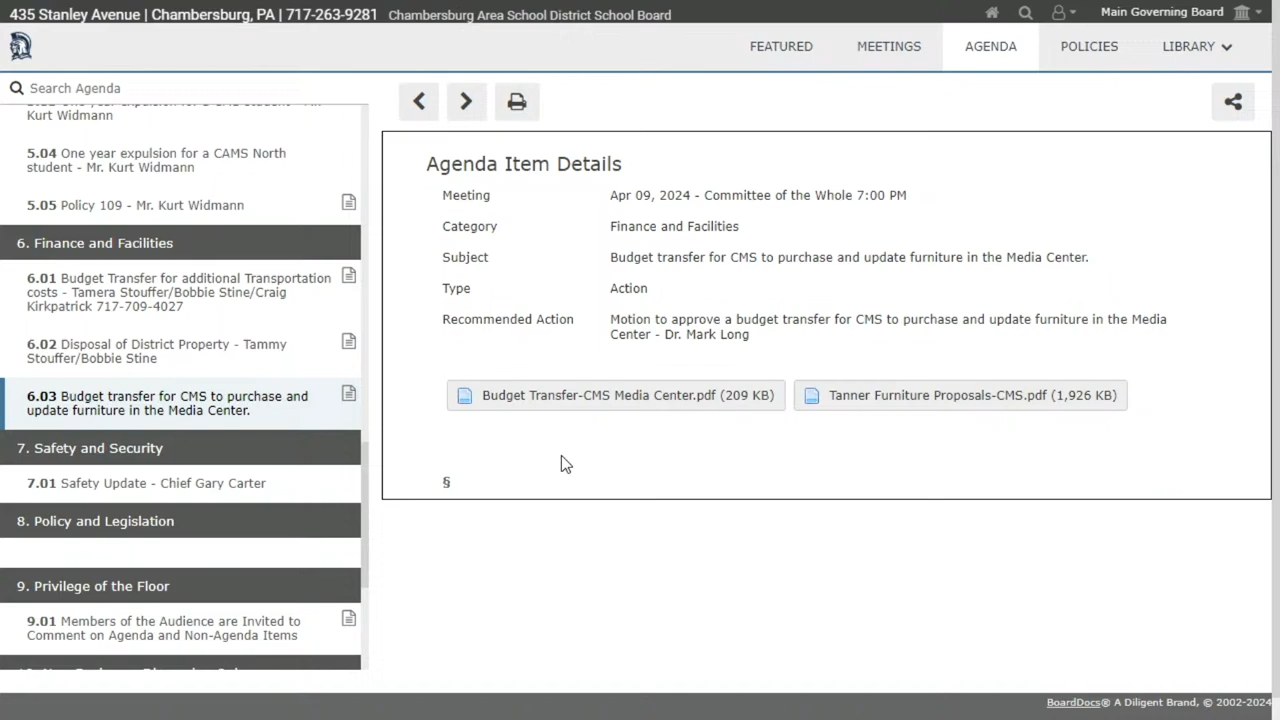 435 Stanley Avenue | Chambersburg, PA | 717-263-9281 Chambersburg Area School District School Board
Main Governing Board
FEATURED MEETINGS AGENDA POLICIES LIBRARY
Search Agenda
Kurt Widmann
5.04 One year expulsion for a CAMS North
student - Mr. Kurt Widmann
5.05 Policy 109 - Mr. Kurt Widmann
6. Finance and Facilities
6.01 Budget Transfer for additional Transportation
costs - Tamera Stouffer/Bobbie Stine/Craig
Kirkpatrick 717-709-4027
6.02 Disposal of District Property - Tammy
Stouffer/Bobbie Stine
6.03 Budget transfer for CMS to purchase and
update furniture in the Media Center.
7. Safety and Security
7.01 Safety Update - Chief Gary Carter
8. Policy and Legislation
9. Privilege of the Floor
9.01 Members of the Audience are Invited to
Comment on Agenda and Non-Agenda Items
Agenda Item Details
Meeting Apr 09, 2024 - Committee of the Whole 7:00 PM
Category Finance and Facilities
Subject Budget transfer for CMS to purchase and update furniture in the Media Center.
Type Action
Recommended Action Motion to approve a budget transfer for CMS to purchase and update furniture in the Media
Center - Dr. Mark Long
Budget Transfer-CMS Media Center.pdf (209 KB) Tanner Furniture Proposals-CMS.pdf (1,926 KB)
§
BoardDocs® A Diligent Brand, © 2002-2024